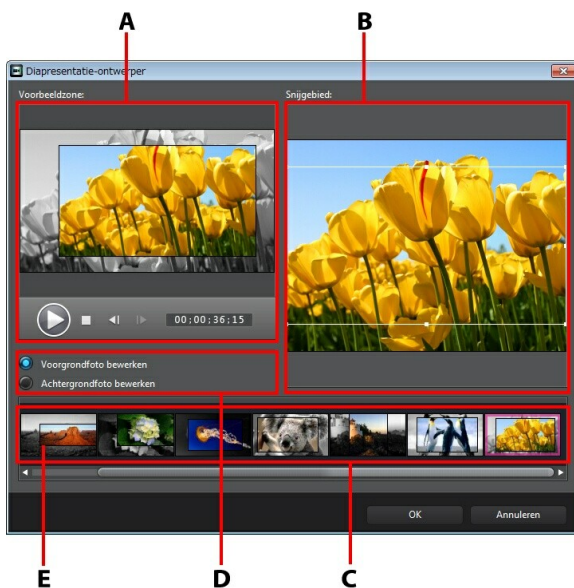 A
B
Diapresentatie-ontwerper
Voorbeeldzone:
Snijgebied:
00;00;36;15
Voorgrondfoto bewerken
Achtergrondfoto bewerken
OK
Annuleren
E
D
C